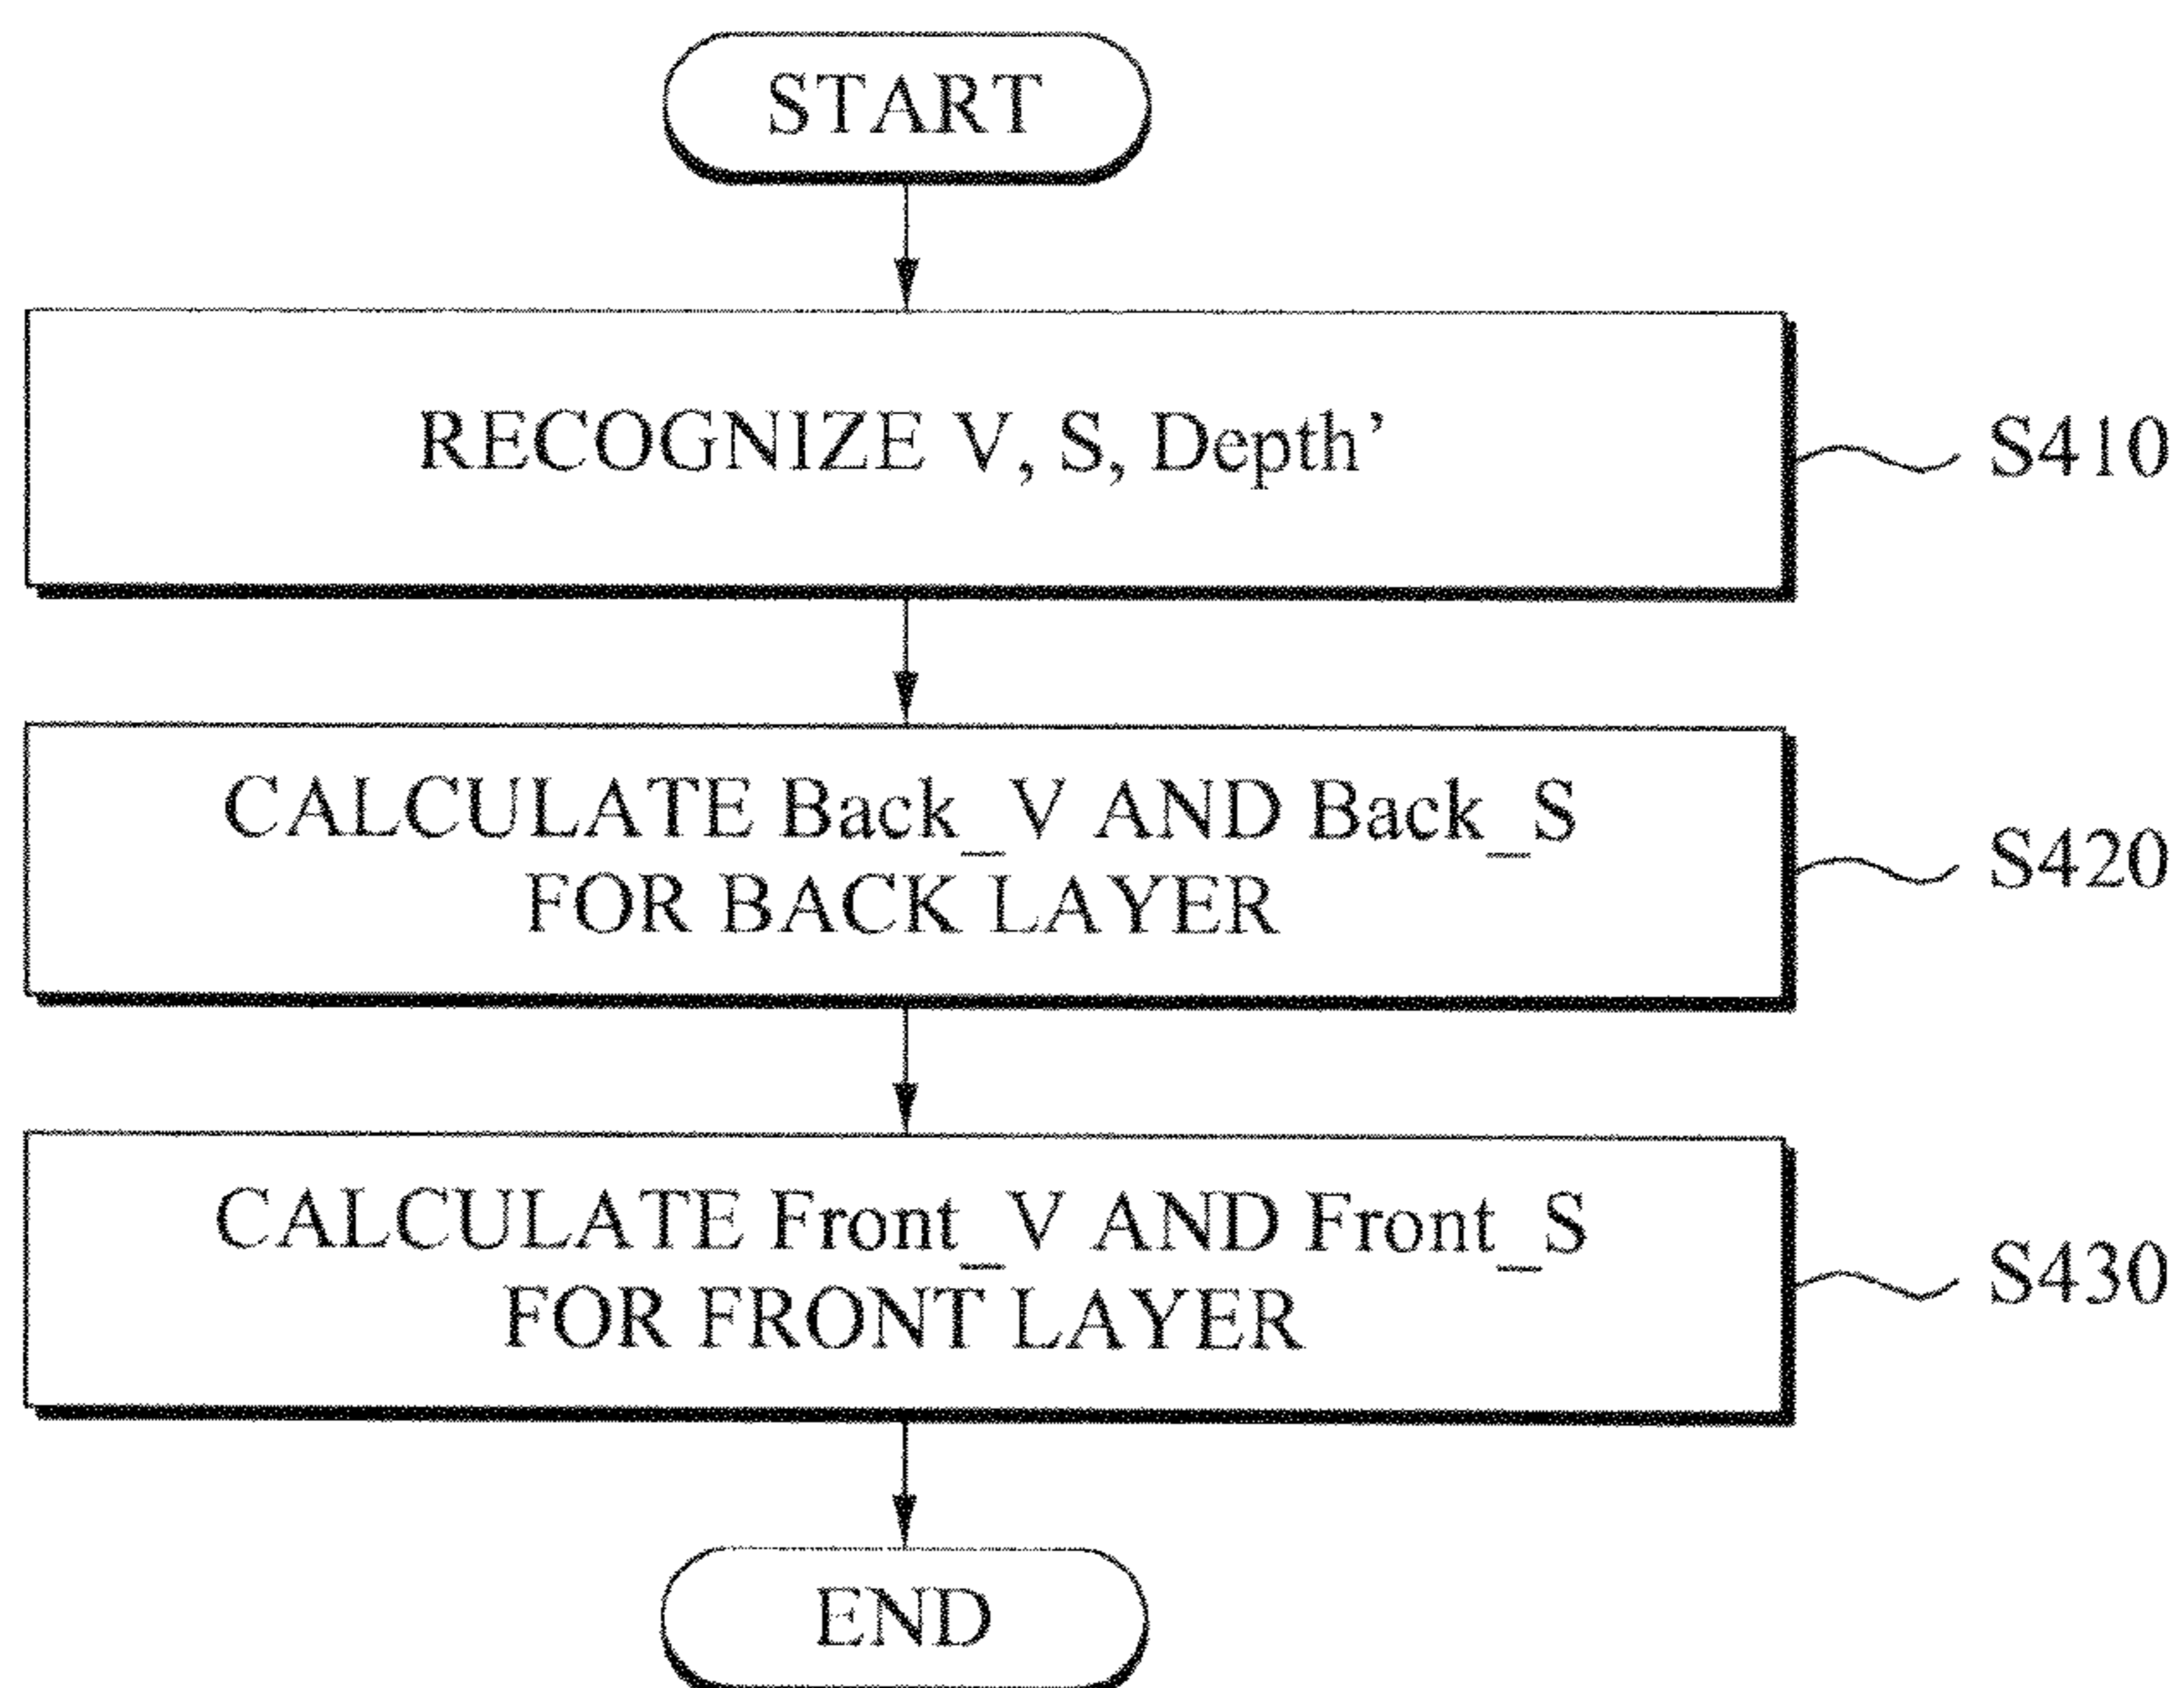 START
RECOGNIZE V, S, Depth’
S410
CALCULATE Back_V AND Back_S
FOR BACK LAYER
S420
CALCULATE Front_V AND Front_S
FOR FRONT LAYER
S430
END